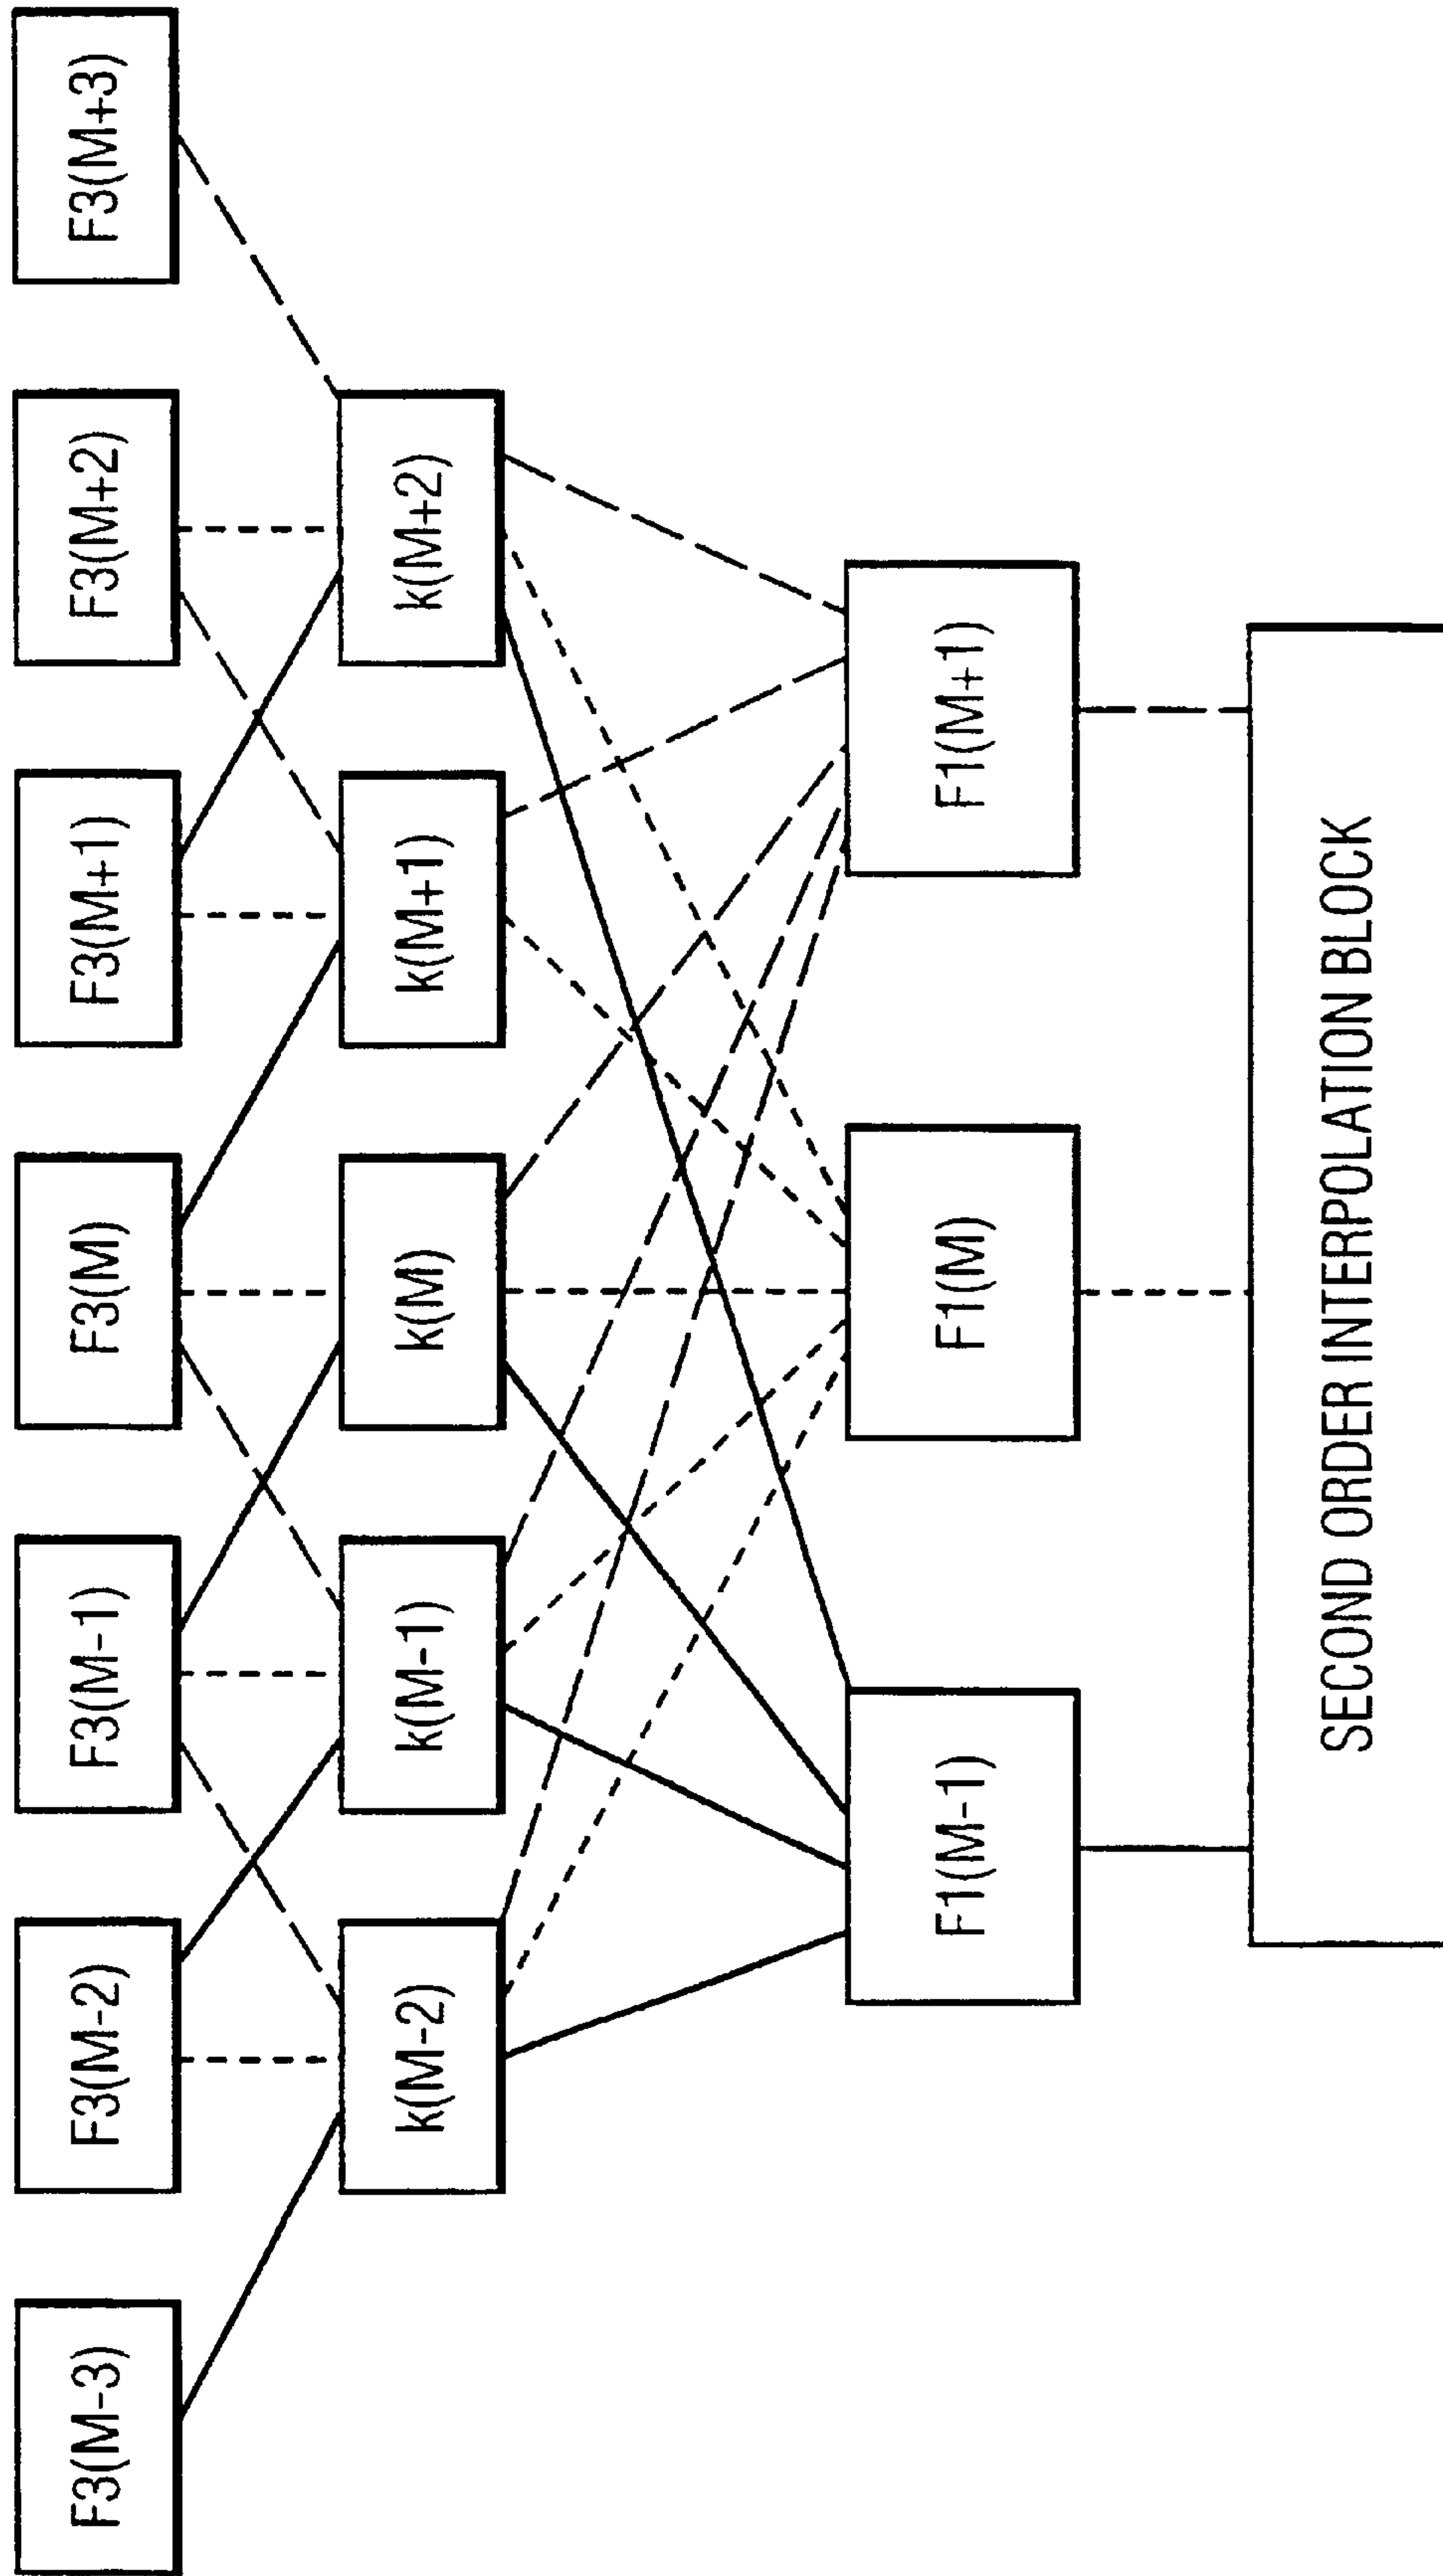 F3(M-3)
F3(M-2)
F3(M-1)
F3(M)
F3(M+1)
F3(M+2)
F3(M+3)
k(M-2)
k(M-1)
k(M)
k(M+1)
k(M+2)
F1(M-1)
F1(M)
F1(M+1)
SECOND ORDER INTERPOLATION BLOCK